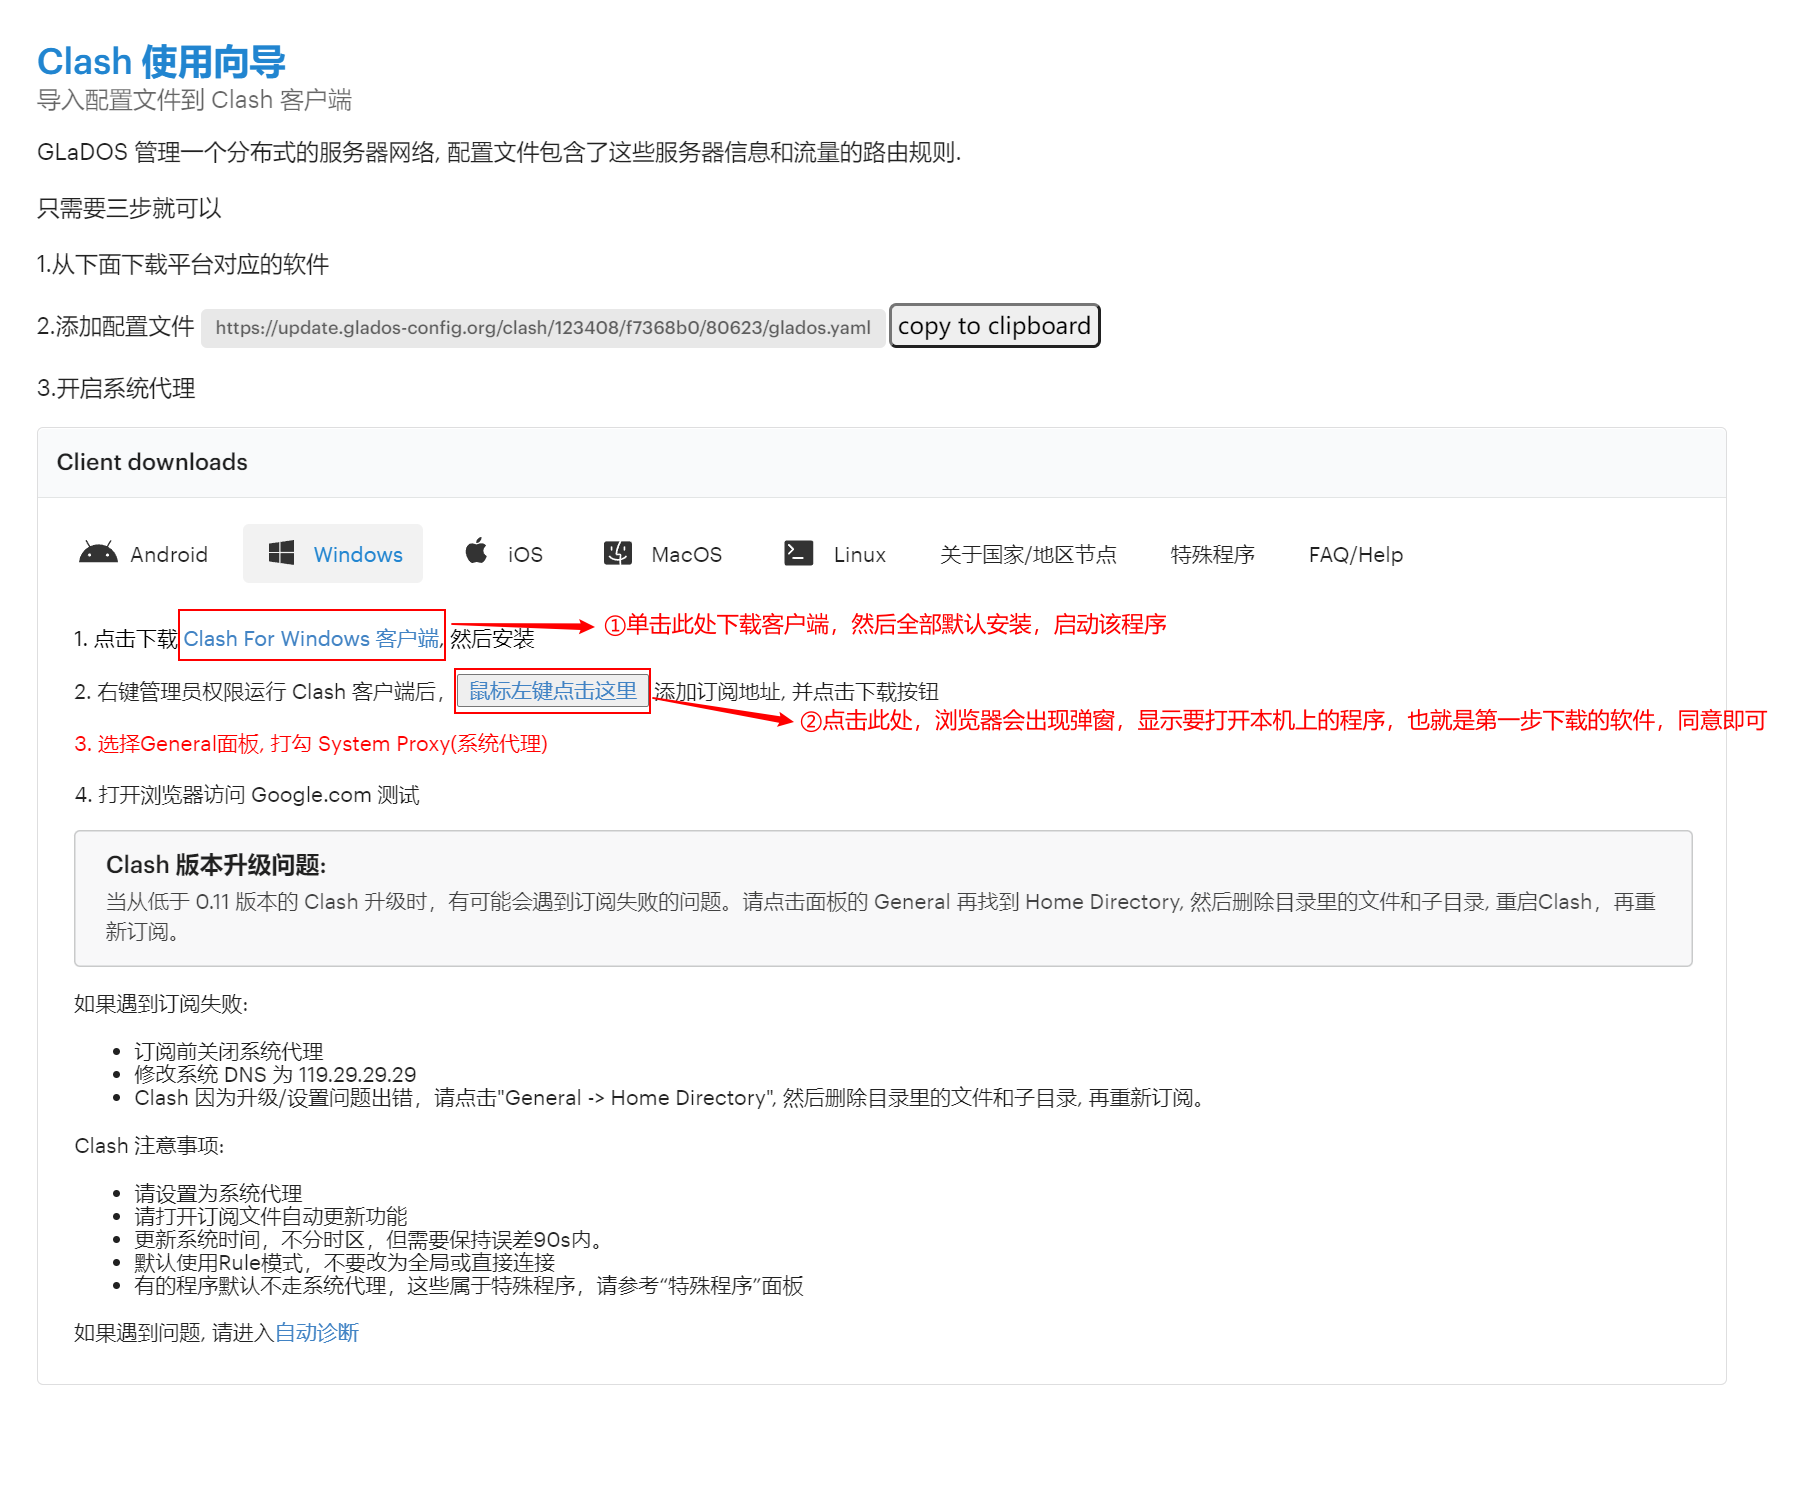 Clash 使用向导
导入配置文件到 Clash 客户端
GLaDOS 管理一个分布式的服务器网络, 配置文件包含了这些服务器信息和流量的路由规则.
只需要三步就可以
1.从下面下载平台对应的软件
2.添加配置文件 https://update.glados-config.org/clash/123408/f7368b0/80623/glados.yaml copy to clipboard
3.开启系统代理
Client downloads
Android Windows iOS MacOS Linux 关于国家/地区节点 特殊程序 FAQ/Help
1. 点击下载 Clash For Windows 客户端, 然后安装 ①单击此处下载客户端，然后全部默认安装，启动该程序
2. 右键管理员权限运行 Clash 客户端后， 鼠标左键点击这里 添加订阅地址, 并点击下载按钮
②点击此处，浏览器会出现弹窗，显示要打开本机上的程序，也就是第一步下载的软件，同意即可
3. 选择General面板, 打勾 System Proxy(系统代理)
4. 打开浏览器访问 Google.com 测试
Clash 版本升级问题:
当从低于 0.11 版本的 Clash 升级时，有可能会遇到订阅失败的问题。请点击面板的 General 再找到 Home Directory, 然后删除目录里的文件和子目录, 重启Clash，再重
新订阅。
如果遇到订阅失败:
• 订阅前关闭系统代理
• 修改系统 DNS 为 119.29.29.29
• Clash 因为升级/设置问题出错，请点击"General -> Home Directory", 然后删除目录里的文件和子目录, 再重新订阅。
Clash 注意事项:
• 请设置为系统代理
• 请打开订阅文件自动更新功能
• 更新系统时间，不分时区，但需要保持误差90s内。
• 默认使用Rule模式，不要改为全局或直接连接
• 有的程序默认不走系统代理，这些属于特殊程序，请参考“特殊程序”面板
如果遇到问题, 请进入自动诊断